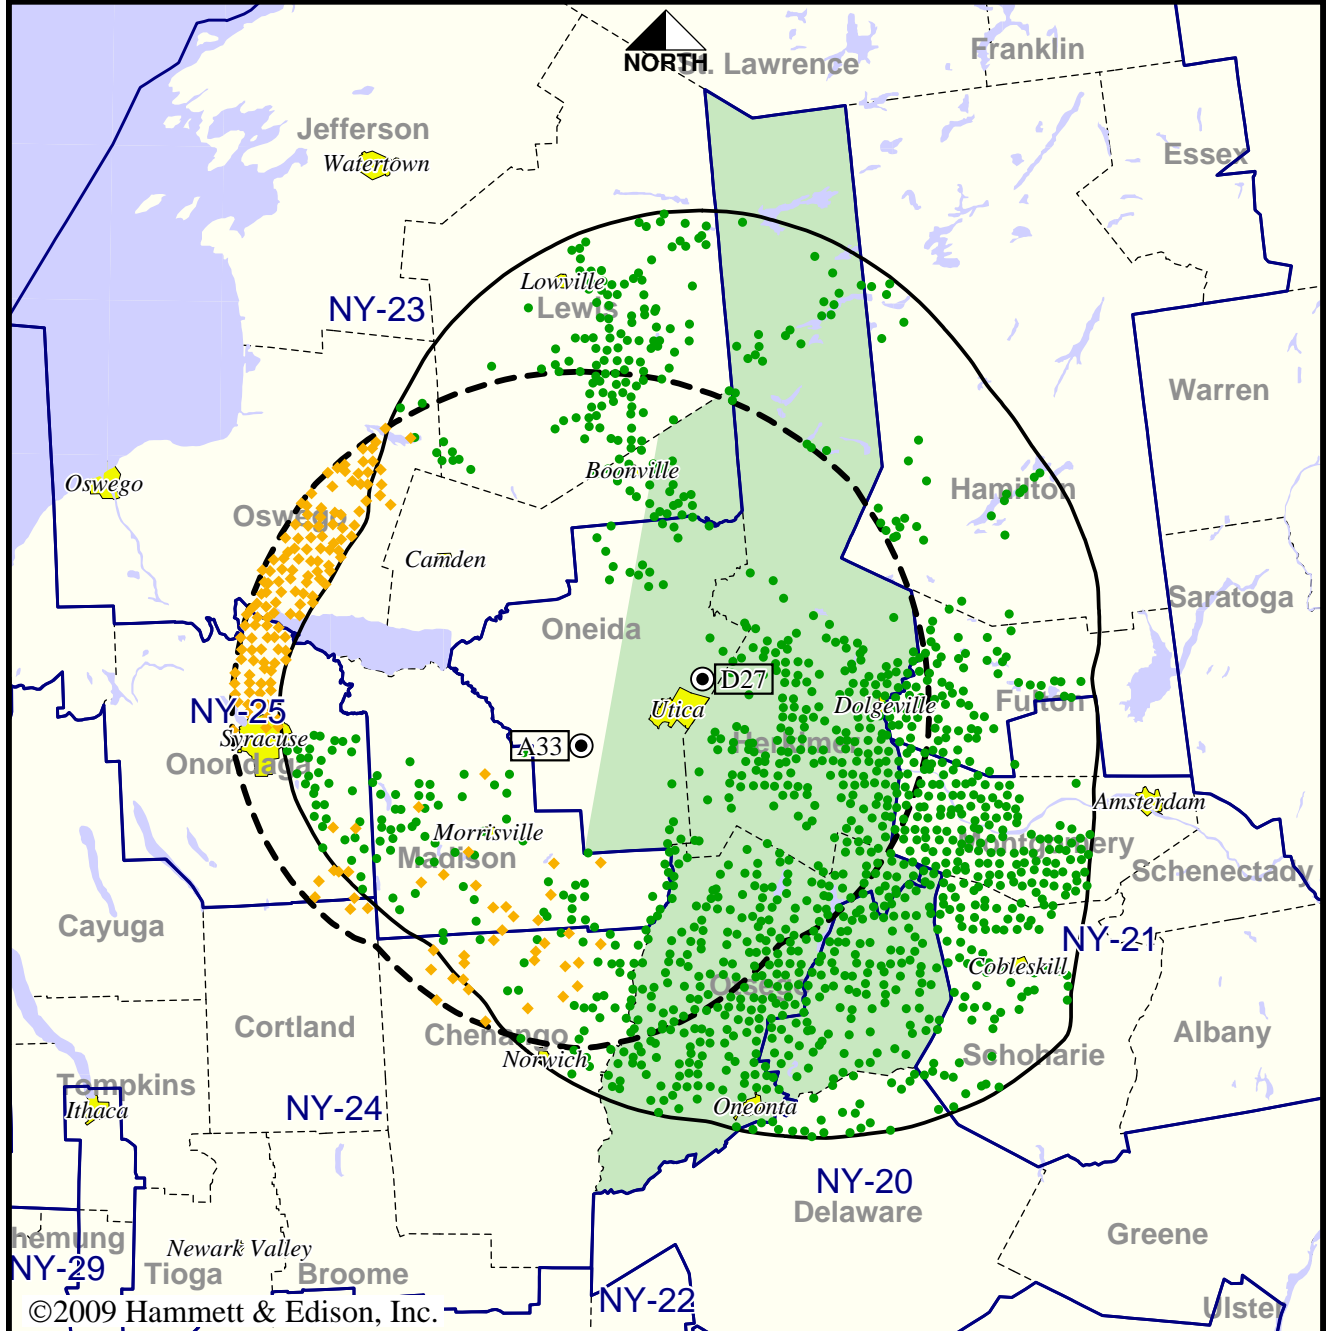 Franklin
NORTH
St. Lawrence
Jefferson
Watertown
Essex
Lowville
Lewis
NY-23
Warren
Boonville
Oswego
Hamilton
Oswego
Camden
Saratoga
Oneida
D27
Fulton
Utica
Dolgeville
NY-25
Syracuse
A33
Herkimer
Onondaga
Amsterdam
Morrisville
Montgomery
Madison
Schenectady
Cayuga
NY-21
Cobleskill
Otsego
Cortland
Chenango
Albany
Schoharie
Norwich
Tompkins
Ithaca
NY-24
Oneonta
NY-20
Delaware
hemung
Greene
Newark Valley
NY-29
Tioga
Broome
NY-22
Ulster
©2009 Hammett & Edison, Inc.